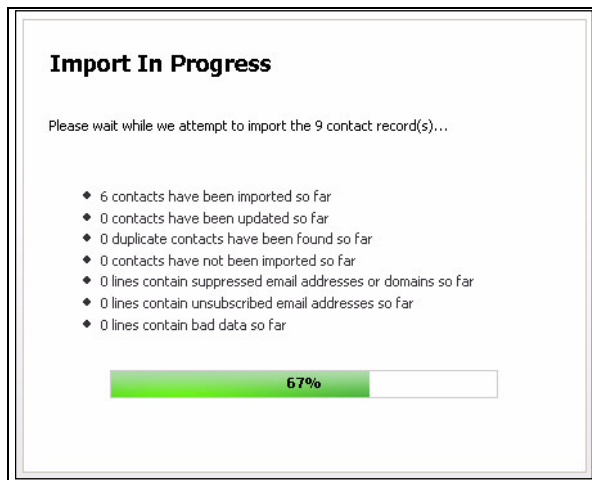 Import In Progress
Please wait while we attempt to import the 9 contact record(s)...
6 contacts have been imported so far
0 contacts have been updated so far
0 duplicate contacts have been found so far
0 contacts have not been imported so far
0 lines contain suppressed email addresses or domains so far
0 lines contain unsubscribed email addresses so far
0 lines contain bad data so far
67%